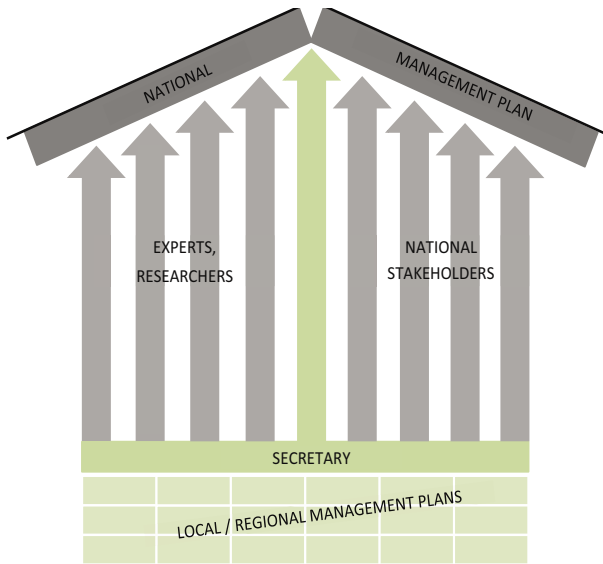 NATIONAL
MANAGEMENT PLAN
EXPERTS,
RESEARCHERS
NATIONAL
STAKEHOLDERS
SECRETARY
LOCAL / REGIONAL MANAGEMENT PLANS